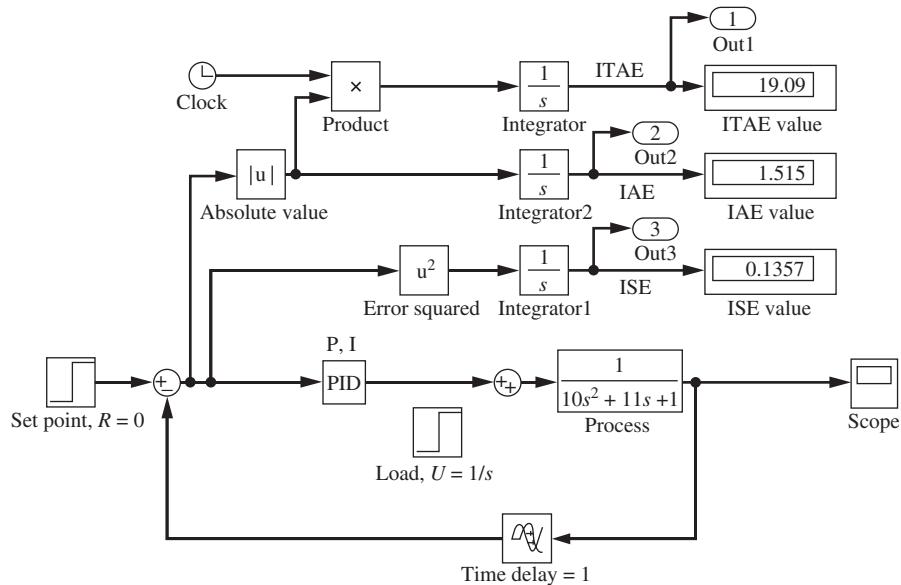 1
Out1
Clock
×
Product
1
s
Integrator
ITAE
19.09
ITAE value
|u|
Absolute value
1
s
Integrator2
2
Out2
IAE
1.515
IAE value
u²
Error squared
1
s
Integrator1
3
Out3
ISE
0.1357
ISE value
Set point, R = 0
+
−
P, I
PID
Load, U = 1/s
+
+
1
10s² + 11s +1
Process
Scope
Time delay = 1